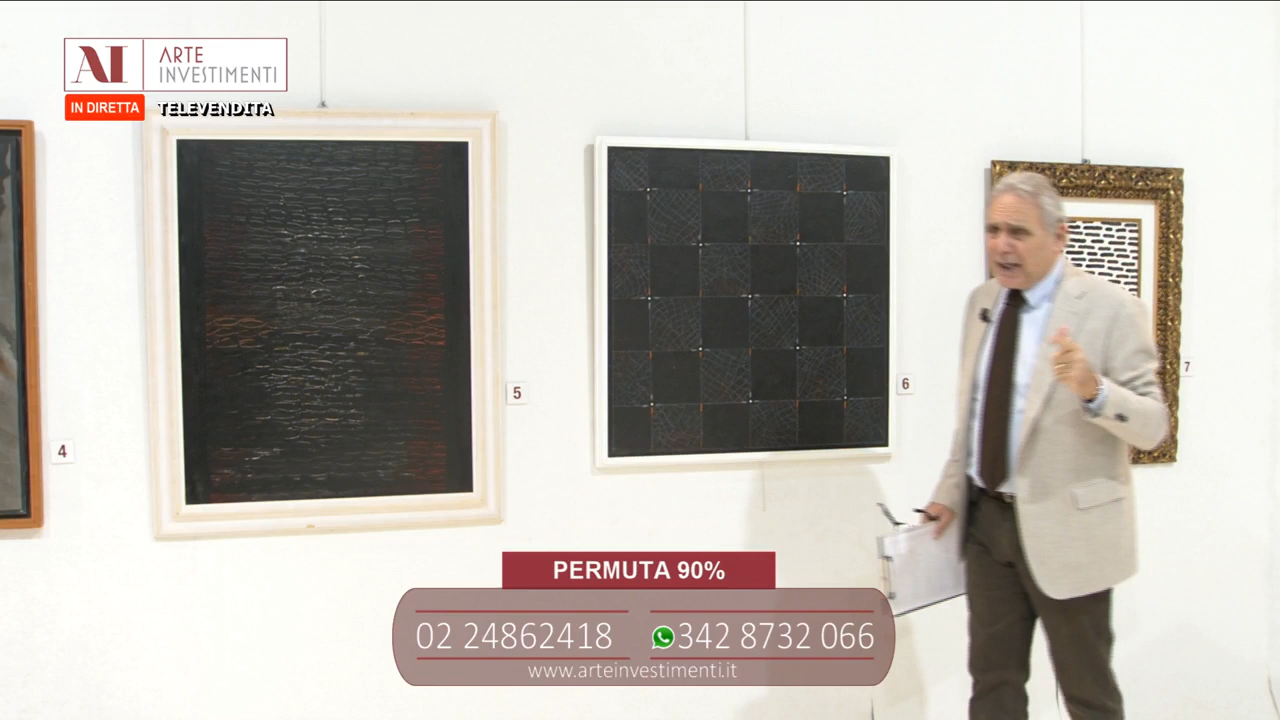 AI ARTE
INVESTIMENTI
IN DIRETTA TELEVENDITA
4
5
6
7
PERMUTA 90%
02 24862418 342 8732 066
www.arteinvestimenti.it